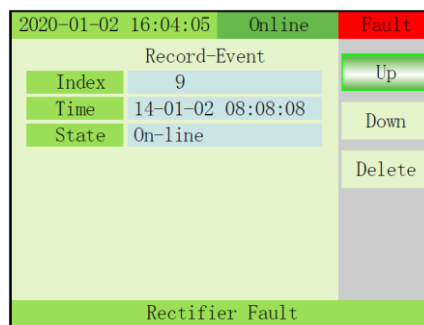 2020-01-02 16:04:05 Online Fault
Record-Event
Index 9
Time 14-01-02 08:08:08
State On-line
Up
Down
Delete
Rectifier Fault